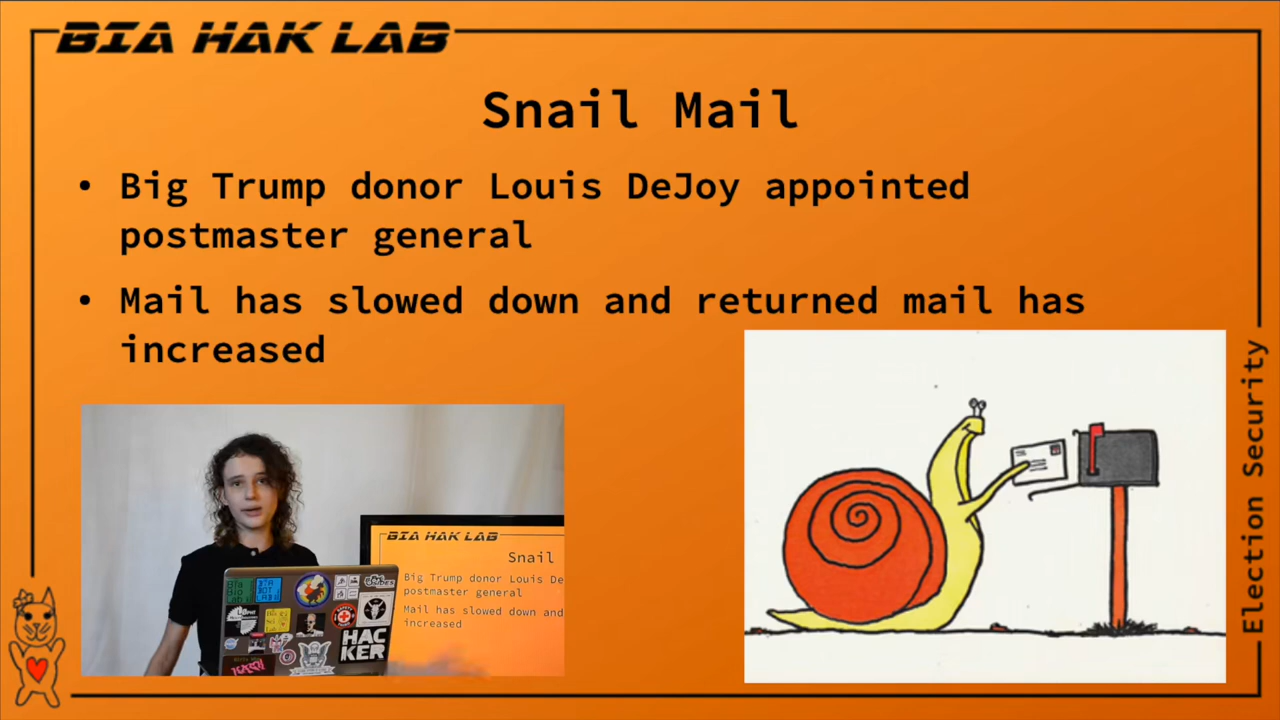 BIA HAK LAB
Snail Mail
• Big Trump donor Louis DeJoy appointed
postmaster general
• Mail has slowed down and returned mail has
increased
Election Security
BIA HAK LAB
Snail
Big Trump donor Louis De
postmaster general
Mail has slowed down and
increased
HAC
KER